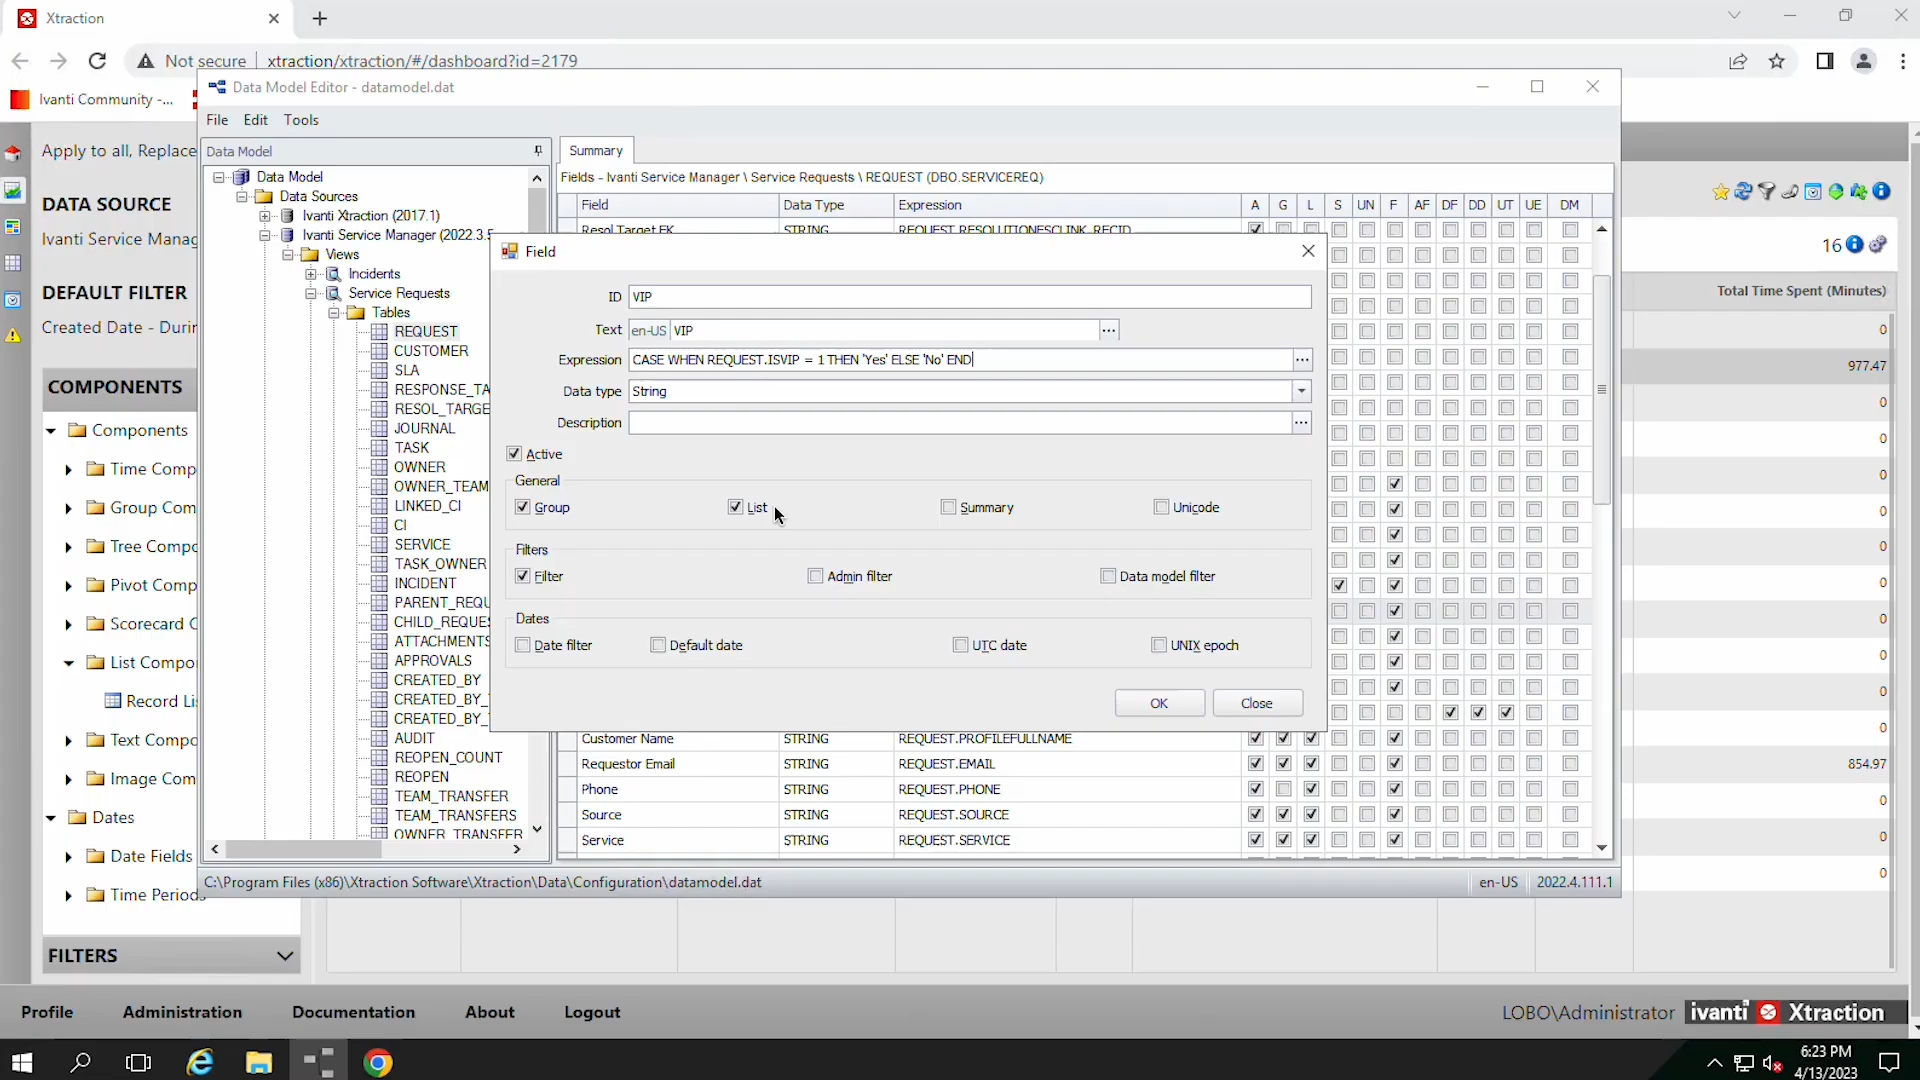 Xtraction
Not secure
xtraction/xtraction/#/dashboard?id=2179
Ivanti Community -...
Data Model Editor - datamodel.dat
File Edit Tools
Apply to all, Replace
DATA SOURCE
Ivanti Service Manag
DEFAULT FILTER
Created Date - Durin
COMPONENTS
Components
Time Comp
Group Com
Tree Compo
Pivot Comp
Scorecard C
List Compo
Record Li
Text Compo
Image Com
Dates
Date Fields
Time Periods
FILTERS
Data Model
Data Model
Data Sources
Ivanti Xtraction (2017.1)
Ivanti Service Manager (2022.3.5
Views
Incidents
Service Requests
Tables
REQUEST
CUSTOMER
SLA
RESPONSE_TA
RESOL_TARGE
JOURNAL
TASK
OWNER
OWNER_TEAM
LINKED_CI
CI
SERVICE
TASK_OWNER
INCIDENT
PARENT_REQU
CHILD_REQUES
ATTACHMENTS
APPROVALS
CREATED_BY
CREATED_BY_
CREATED_BY_
AUDIT
REOPEN_COUNT
REOPEN
TEAM_TRANSFER
TEAM_TRANSFERS
OWNER_TRANSFER
Summary
Fields - Ivanti Service Manager \ Service Requests \ REQUEST (DBO.SERVICEREQ)
Field Data Type Expression A G L S UN F AF DF DD UT UE DM
Resol Target FK STRING REQUEST.RESOLUTIONESCLINK_RECID
Field
ID VIP
Text en-US VIP ...
Expression CASE WHEN REQUEST.ISVIP = 1 THEN 'Yes' ELSE 'No' END ...
Data type String
Description ...
Active
General
Group List Summary Unicode
Filters
Filter Admin filter Data model filter
Dates
Date filter Default date UTC date UNIX epoch
OK Close
Customer Name STRING REQUEST.PROFILEFULLNAME
Requestor Email STRING REQUEST.EMAIL
Phone STRING REQUEST.PHONE
Source STRING REQUEST.SOURCE
Service STRING REQUEST.SERVICE
C:\Program Files (x86)\Xtraction Software\Xtraction\Data\Configuration\datamodel.dat
en-US 2022.4.111.1
16
Total Time Spent (Minutes)
0
977.47
0
0
0
0
0
0
0
0
0
0
854.97
0
0
0
Profile Administration Documentation About Logout
LOBO\Administrator ivanti Xtraction
6:23 PM
4/13/2023